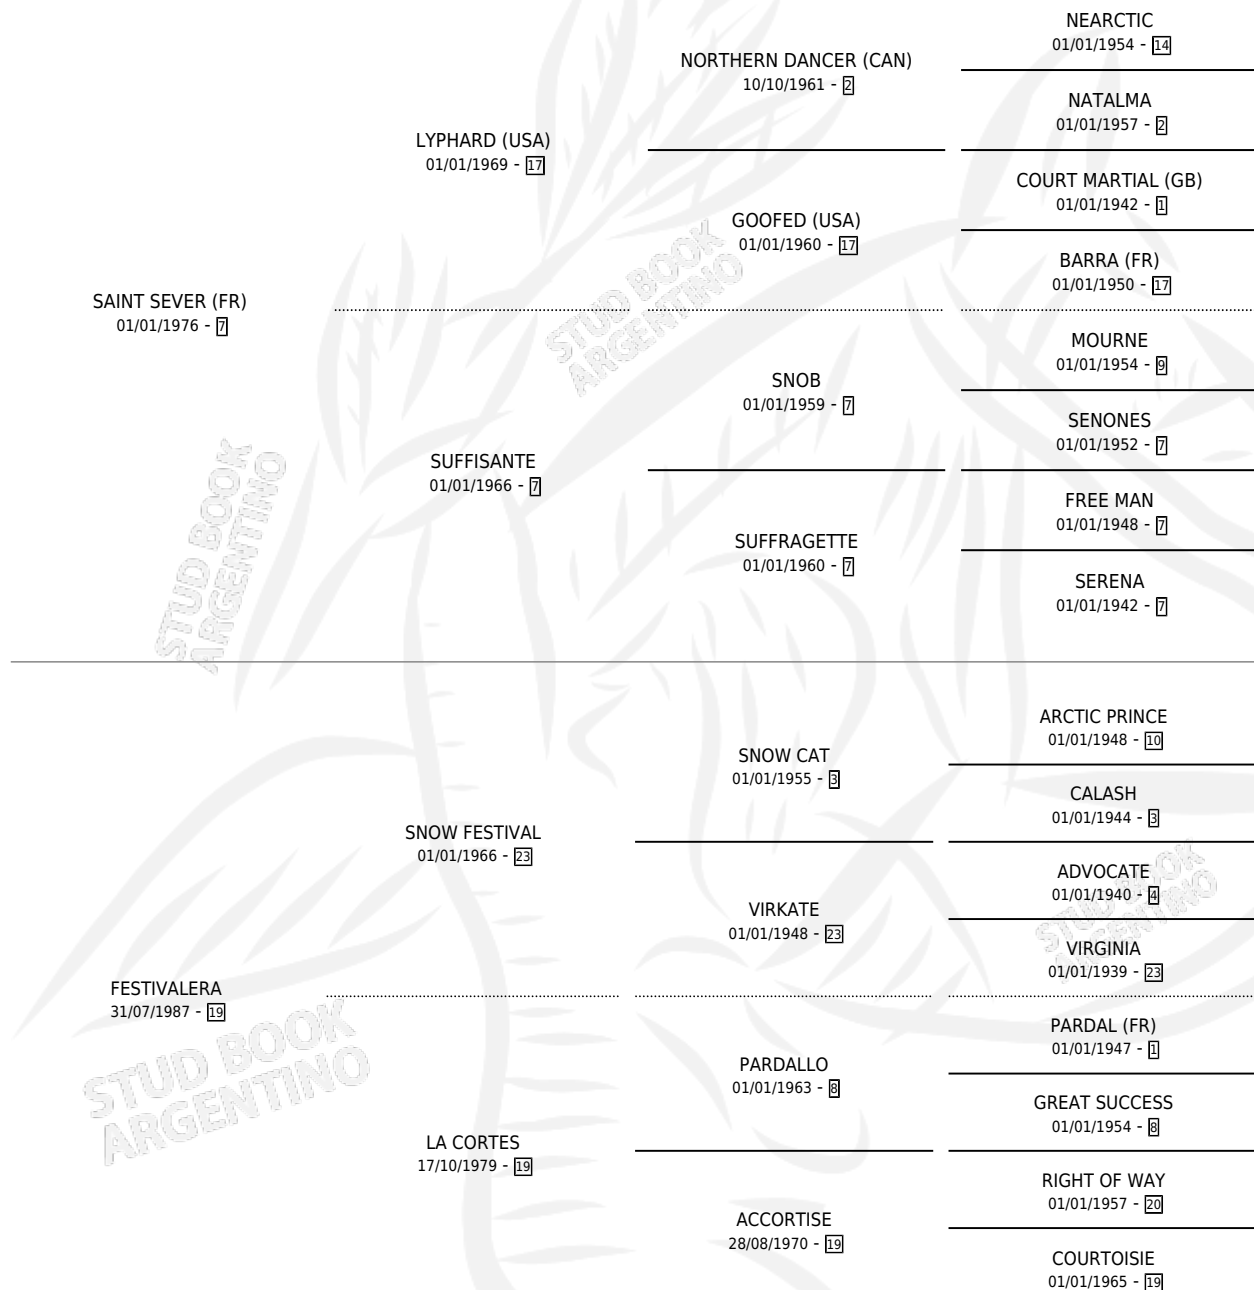 NEARCTIC
01/01/1954 - 14
NORTHERN DANCER (CAN)
10/10/1961 - 2
NATALMA
01/01/1957 - 2
LYPHARD (USA)
01/01/1969 - 17
COURT MARTIAL (GB)
01/01/1942 - 1
GOOFED (USA)
01/01/1960 - 17
BARRA (FR)
01/01/1950 - 17
SAINT SEVER (FR)
01/01/1976 - 7
STUD BOOK
ARGENTINO
MOURNE
01/01/1954 - 9
SNOB
01/01/1959 - 7
SENONES
01/01/1952 - 7
SUFFISANTE
01/01/1966 - 7
FREE MAN
01/01/1948 - 7
SUFFRAGETTE
01/01/1960 - 7
SERENA
01/01/1942 - 7
STUD BOOK
ARGENTINO
ARCTIC PRINCE
01/01/1948 - 10
SNOW CAT
01/01/1955 - 3
CALASH
01/01/1944 - 3
SNOW FESTIVAL
01/01/1966 - 23
ADVOCATE
01/01/1940 - 4
VIRKATE
01/01/1948 - 23
VIRGINIA
01/01/1939 - 23
STUD BOOK
ARGENTINO
FESTIVALERA
31/07/1987 - 19
PARDAL (FR)
01/01/1947 - 1
PARDALLO
01/01/1963 - 8
GREAT SUCCESS
01/01/1954 - 8
STUD BOOK
ARGENTINO
LA CORTES
17/10/1979 - 19
RIGHT OF WAY
01/01/1957 - 20
ACCORTISE
28/08/1970 - 19
COURTOISIE
01/01/1965 - 19